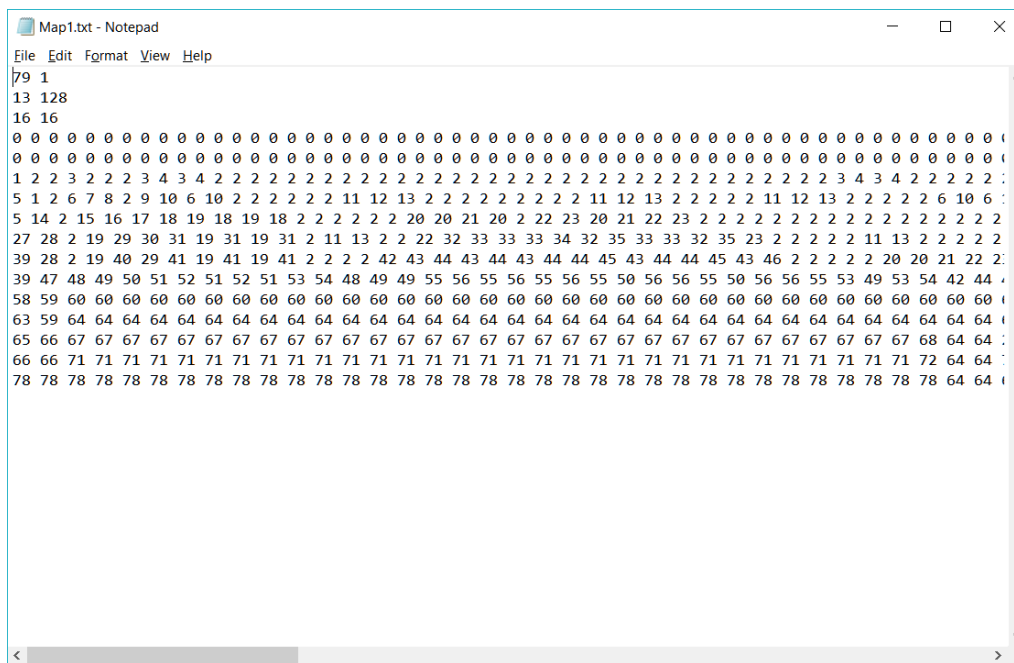 Map1.txt - Notepad
File Edit Format View Help
79 1
13 128
16 16
0 0 0 0 0 0 0 0 0 0 0 0 0 0 0 0 0 0 0 0 0 0 0 0 0 0 0 0 0 0 0 0 0 0 0 0 0 0 0 0 0 0 0 0 0 0 0 0 0 0 0 0 0 0
0 0 0 0 0 0 0 0 0 0 0 0 0 0 0 0 0 0 0 0 0 0 0 0 0 0 0 0 0 0 0 0 0 0 0 0 0 0 0 0 0 0 0 0 0 0 0 0 0 0 0 0 0 0
1 2 2 3 2 2 2 3 4 3 4 2 2 2 2 2 2 2 2 2 2 2 2 2 2 2 2 2 2 2 2 2 2 2 2 2 2 2 2 2 2 2 2 2 2 3 4 3 4 2 2 2 2 2
5 1 2 6 7 8 2 9 10 6 10 2 2 2 2 2 2 11 12 13 2 2 2 2 2 2 2 2 2 11 12 13 2 2 2 2 2 11 12 13 2 2 2 2 2 6 10 6
5 14 2 15 16 17 18 19 18 19 18 2 2 2 2 2 2 20 20 21 20 2 22 23 20 21 22 23 2 2 2 2 2 2 2 2 2 2 2 2 2 2 2 2 2
27 28 2 19 29 30 31 19 31 19 31 2 11 13 2 2 22 32 33 33 33 34 32 35 33 33 32 35 23 2 2 2 2 2 11 13 2 2 2 2 2
39 28 2 19 40 29 41 19 41 19 41 2 2 2 2 42 43 44 43 44 43 44 44 45 43 44 44 45 43 46 2 2 2 2 2 20 20 21 22
39 47 48 49 50 51 52 51 52 51 53 54 48 49 49 55 56 55 56 55 56 55 50 56 56 55 50 56 56 55 53 49 53 54 42 44
58 59 60 60 60 60 60 60 60 60 60 60 60 60 60 60 60 60 60 60 60 60 60 60 60 60 60 60 60 60 60 60 60 60 60 60
63 59 64 64 64 64 64 64 64 64 64 64 64 64 64 64 64 64 64 64 64 64 64 64 64 64 64 64 64 64 64 64 64 64 64 64
65 66 67 67 67 67 67 67 67 67 67 67 67 67 67 67 67 67 67 67 67 67 67 67 67 67 67 67 67 67 67 67 67 68 64 64
66 66 71 71 71 71 71 71 71 71 71 71 71 71 71 71 71 71 71 71 71 71 71 71 71 71 71 71 71 71 71 71 71 72 64 64
78 78 78 78 78 78 78 78 78 78 78 78 78 78 78 78 78 78 78 78 78 78 78 78 78 78 78 78 78 78 78 78 78 78 64 64